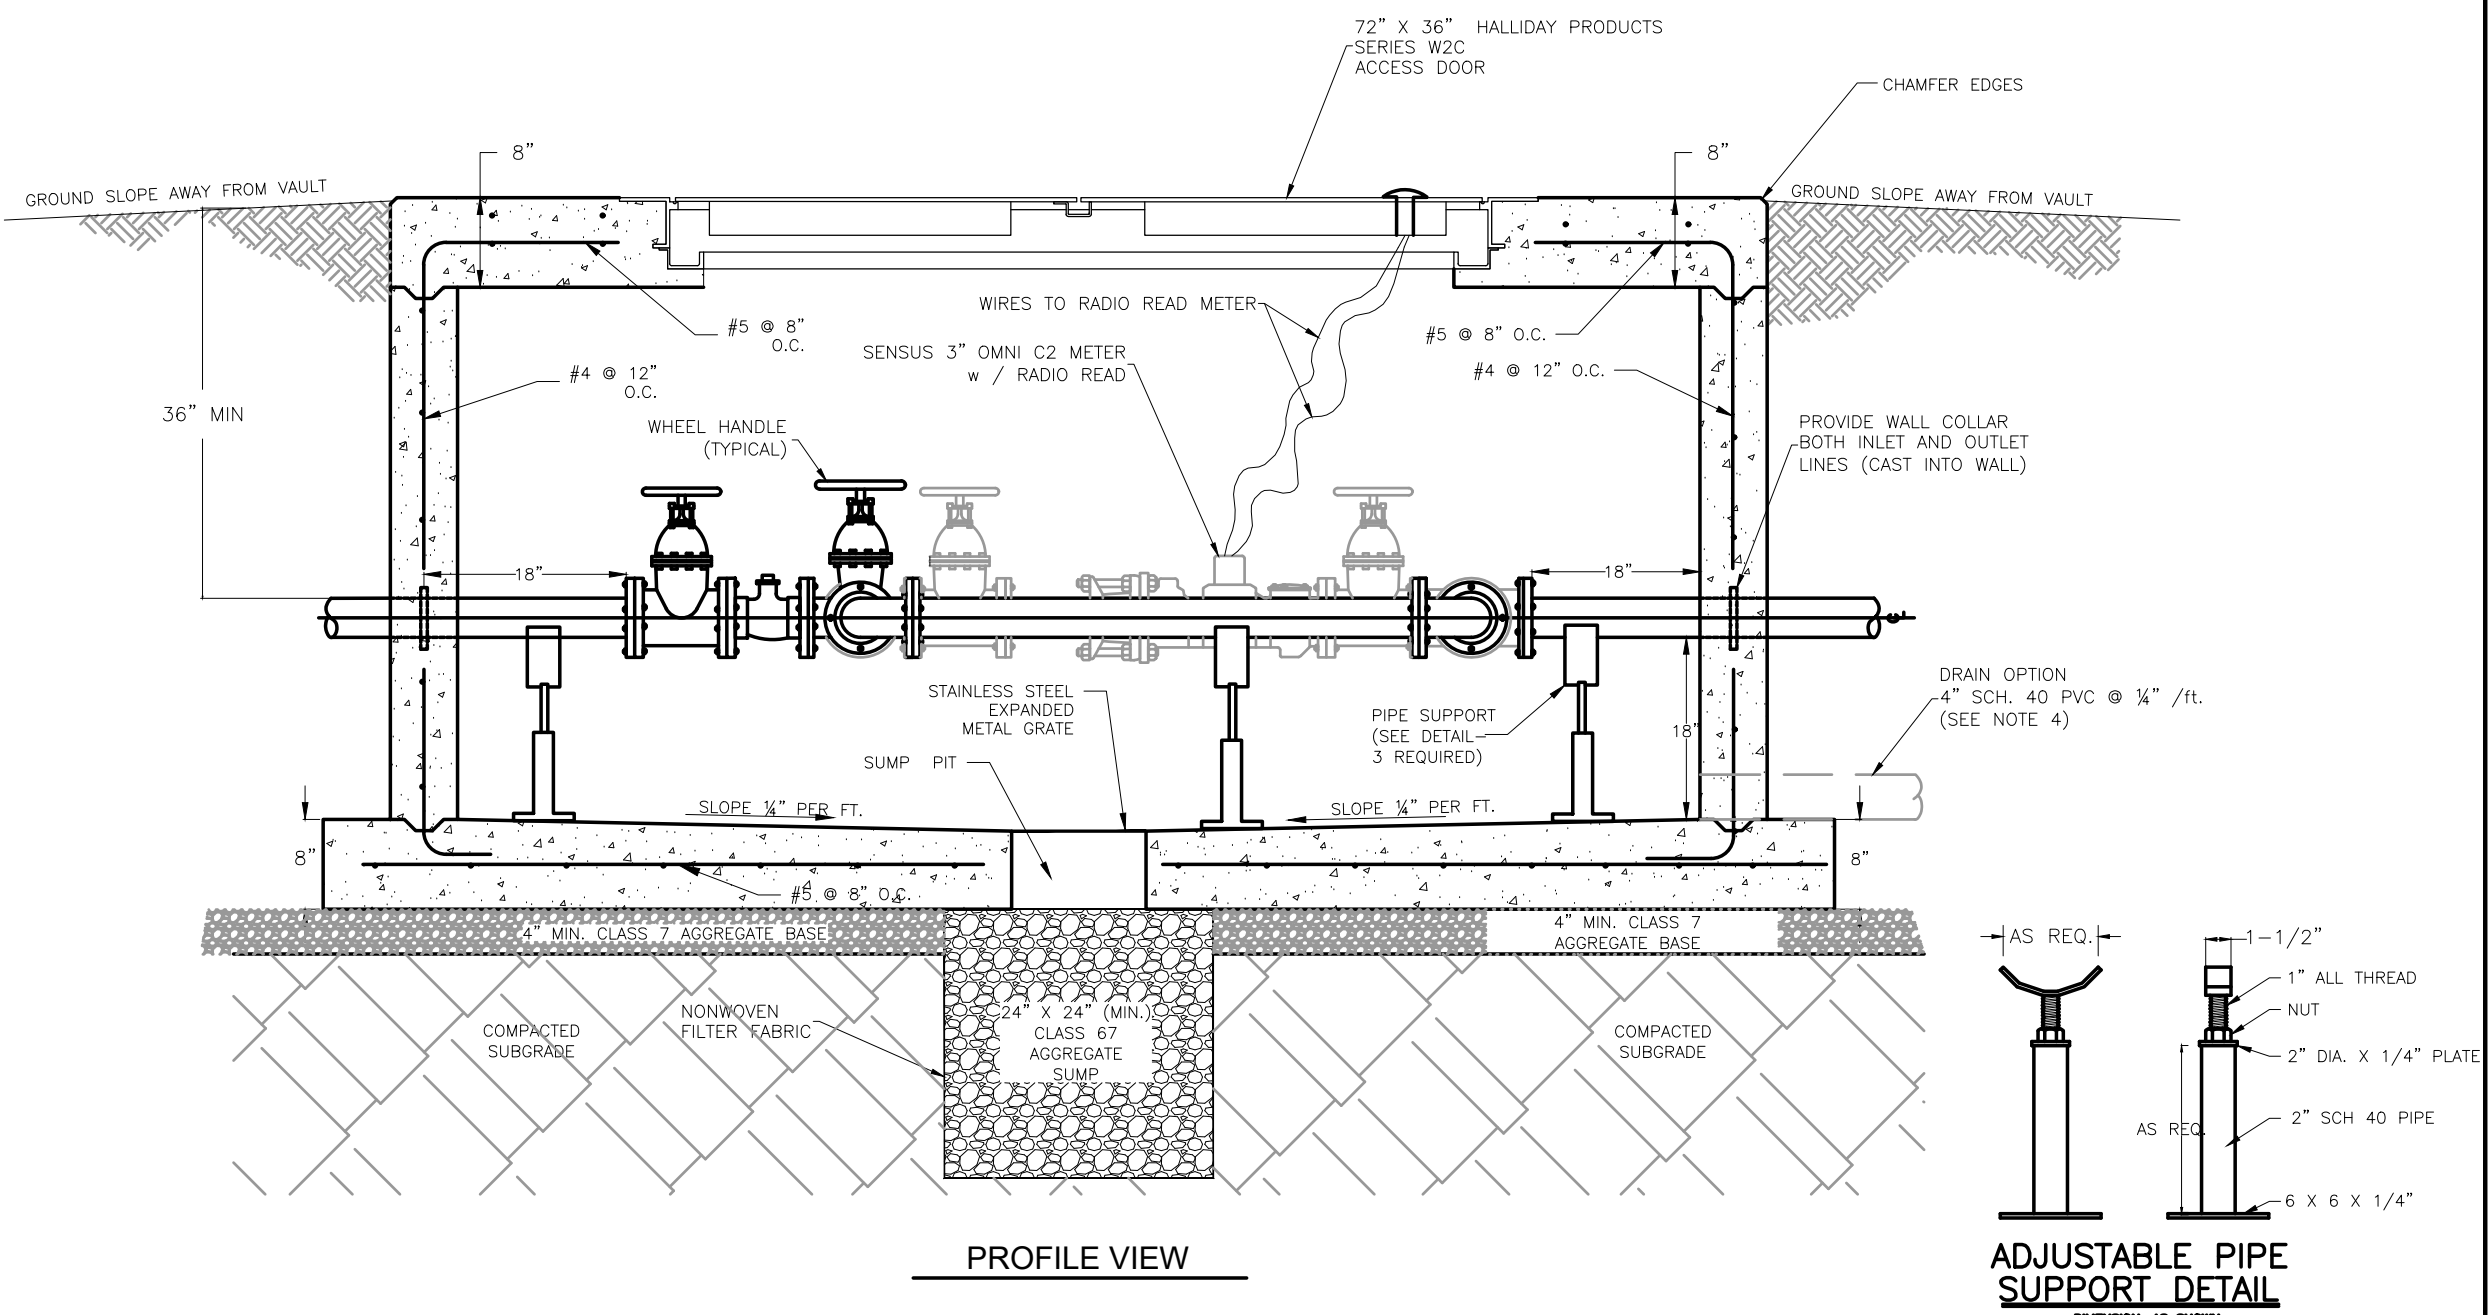 72” X 36” HALLIDAY PRODUCTS
SERIES W2C
ACCESS DOOR
CHAMFER EDGES
8”
8”
GROUND SLOPE AWAY FROM VAULT
GROUND SLOPE AWAY FROM VAULT
WIRES TO RADIO READ METER
#5 @ 8”
O.C.
#5 @ 8” O.C.
SENSUS 3” OMNI C2 METER
w / RADIO READ
#4 @ 12”
O.C.
#4 @ 12” O.C.
36” MIN
WHEEL HANDLE
(TYPICAL)
PROVIDE WALL COLLAR
BOTH INLET AND OUTLET
LINES (CAST INTO WALL)
18”
18”
STAINLESS STEEL
EXPANDED
METAL GRATE
PIPE SUPPORT
(SEE DETAIL
3 REQUIRED)
18”
DRAIN OPTION
4” SCH. 40 PVC @ ¼” /ft.
(SEE NOTE 4)
SUMP PIT
SLOPE ¼” PER FT.
SLOPE ¼” PER FT.
8”
8”
#5 @ 8” O.C.
4” MIN. CLASS 7 AGGREGATE BASE
4” MIN. CLASS 7
AGGREGATE BASE
NONWOVEN
FILTER FABRIC
COMPACTED
SUBGRADE
24” X 24” (MIN.)
CLASS 67
AGGREGATE
SUMP
COMPACTED
SUBGRADE
AS REQ.
1-1/2”
1” ALL THREAD
NUT
2” DIA. X 1/4” PLATE
2” SCH 40 PIPE
AS REQ.
6 X 6 X 1/4”
PROFILE VIEW
ADJUSTABLE PIPE
SUPPORT DETAIL